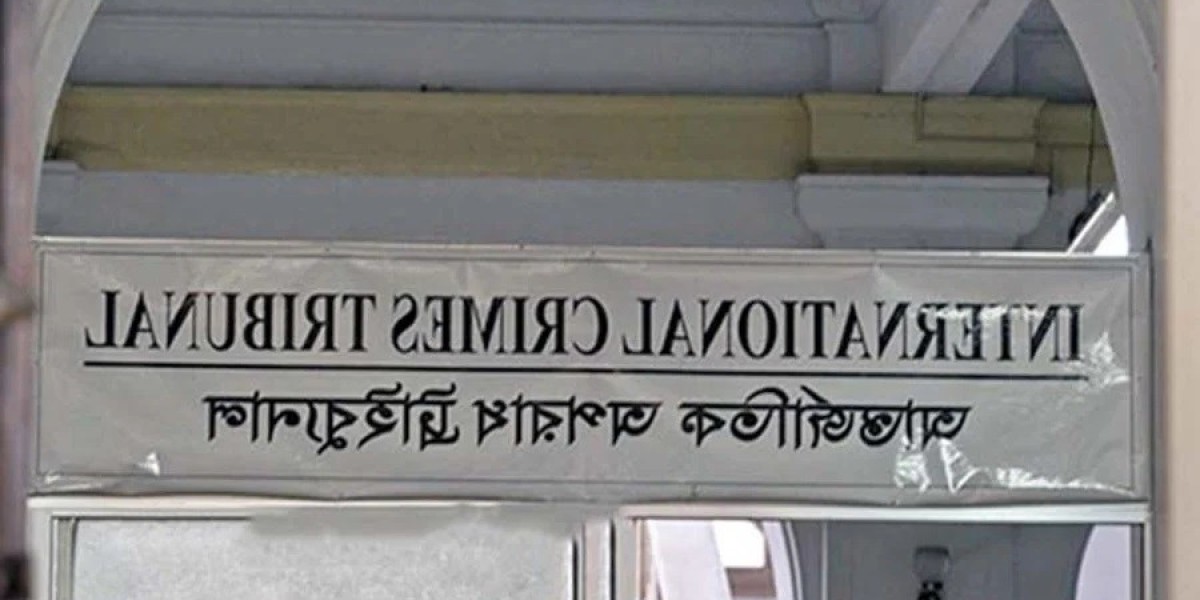 INTERNATIONAL CRIMES TRIBUNAL
আন্তর্জাতিক অপরাধ ট্রাইব্যুনাল